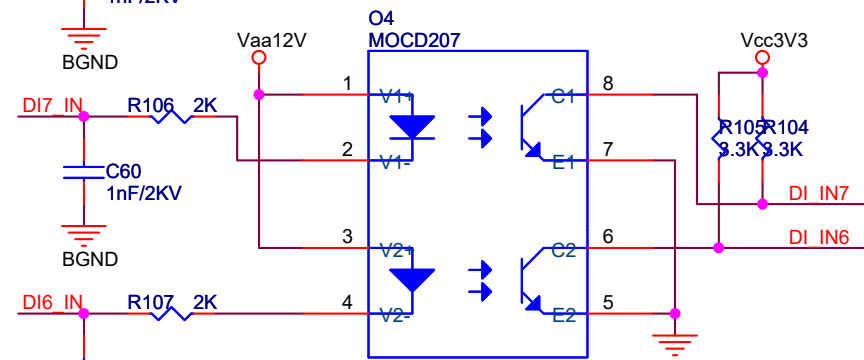 1nF/2KV
BGND
O4
MOCD207
Vaa12V
Vcc3V3
1
V1+
C1
8
DI7_IN
R106 2K
R105
R104
3.3K
3.3K
2
V1-
E1
7
C60
1nF/2KV
DI_IN7
3
V2+
C2
6
DI_IN6
BGND
DI6_IN
R107 2K
4
V2-
E2
5